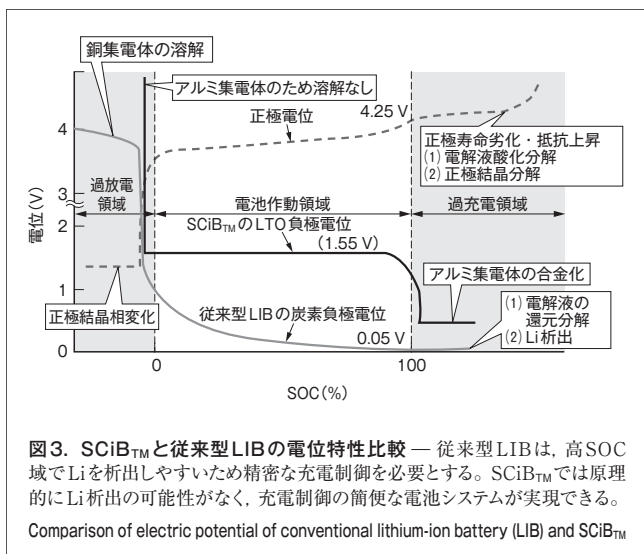 銅集電体の溶解
アルミ集電体のため溶解なし
正極電位
4.25 V
正極寿命劣化・抵抗上昇
(1) 電解液酸化分解
(2) 正極結晶分解
過放電
領域
電池作動領域
過充電領域
SCiB™のLTO負極電位
(1.55 V)
アルミ集電体の合金化
正極結晶相変化
従来型LIBの炭素負極電位
0.05 V
(1) 電解液の
還元分解
(2) Li析出
電位(V)
4
3
2
1
0
0
100
SOC(%)
図3. SCiB™と従来型LIBの電位特性比較 — 従来型LIBは,高SOC
域でLiを析出しやすいため精密な充電制御を必要とする。SCiB™では原理
的にLi析出の可能性がなく,充電制御の簡便な電池システムが実現できる。
Comparison of electric potential of conventional lithium-ion battery (LIB) and SCiB™